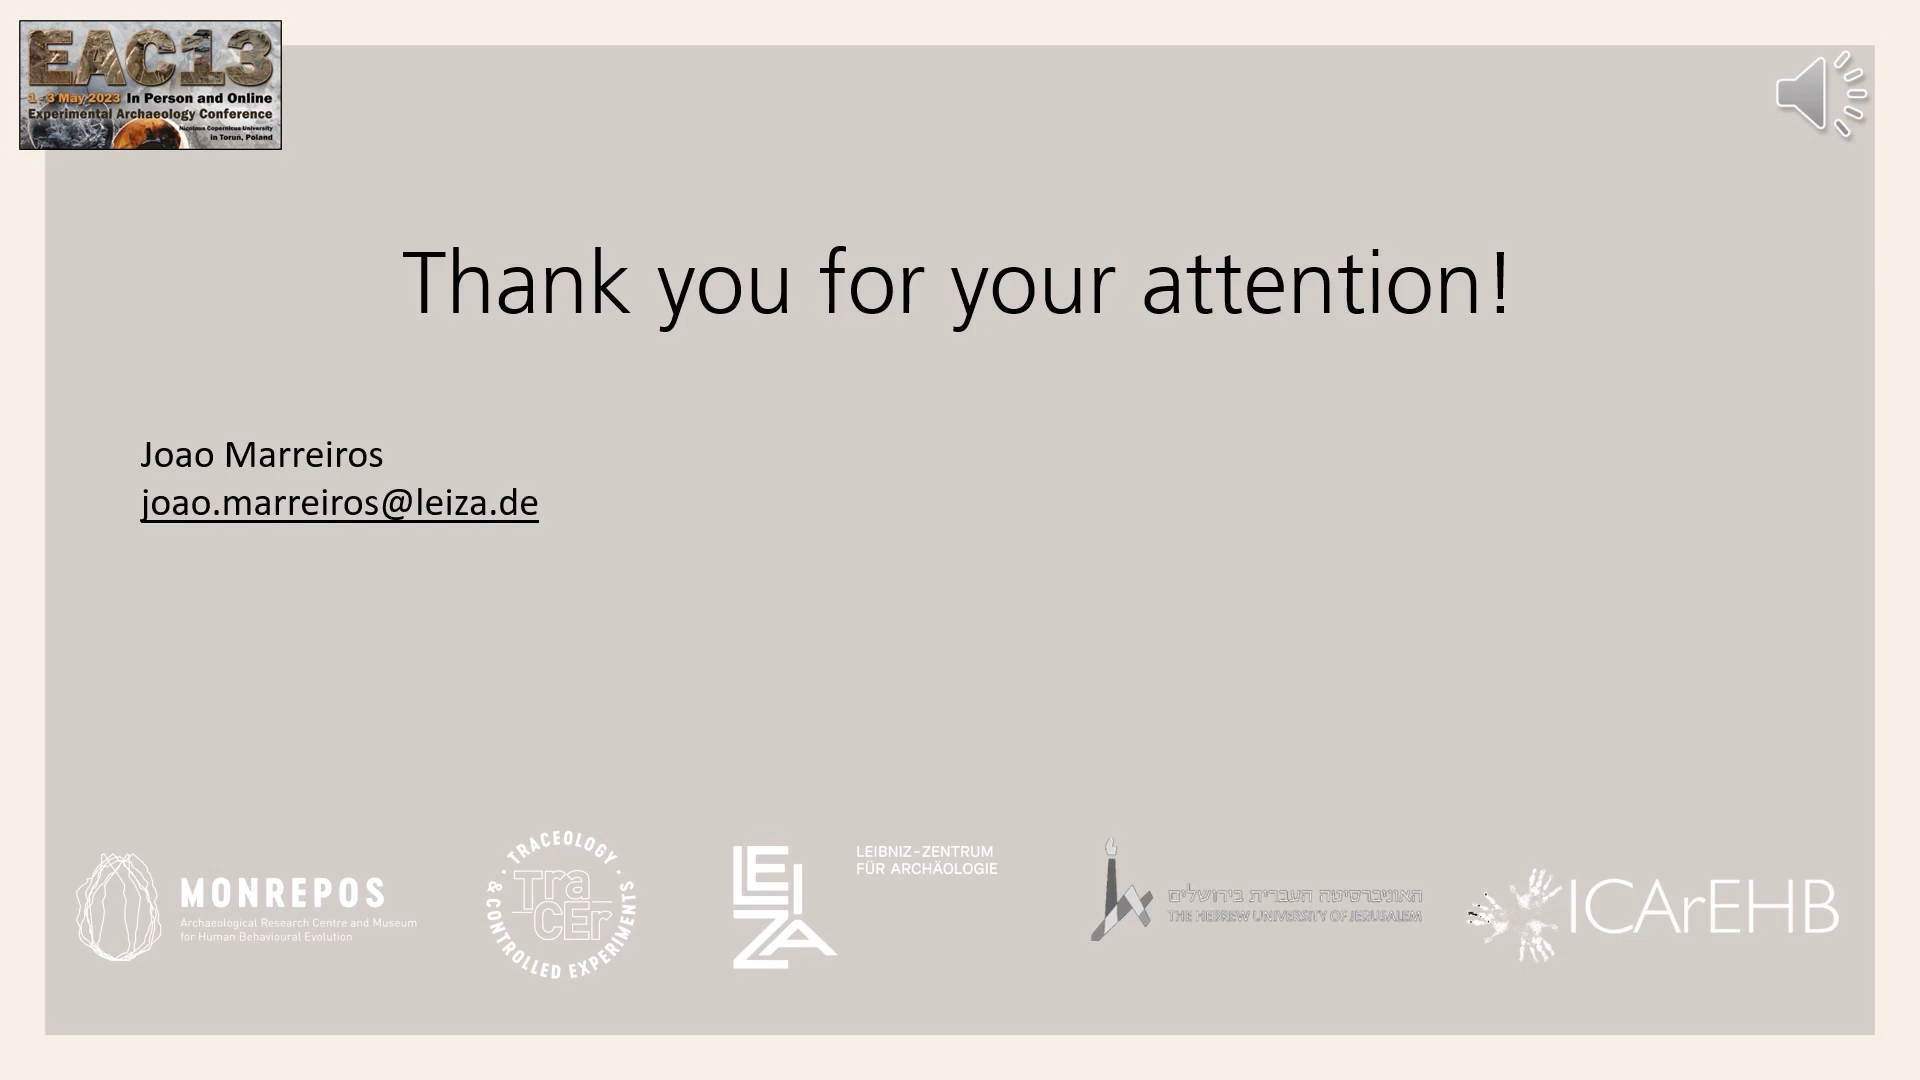 EAC13
1 - 3 May 2023 In Person and Online
Experimental Archaeology Conference
Nicolaus Copernicus University
in Toruń, Poland
Thank you for your attention!
Joao Marreiros
joao.marreiros@leiza.de
MONREPOS
Archaeological Research Centre and Museum
for Human Behavioural Evolution
· TRACEOLOGY ·
& CONTROLLED EXPERIMENTS
TraCEr
LEIZA
LEIBNIZ-ZENTRUM
FÜR ARCHÄOLOGIE
האוניברסיטה העברית בירושלים
THE HEBREW UNIVERSITY OF JERUSALEM
ICArEHB